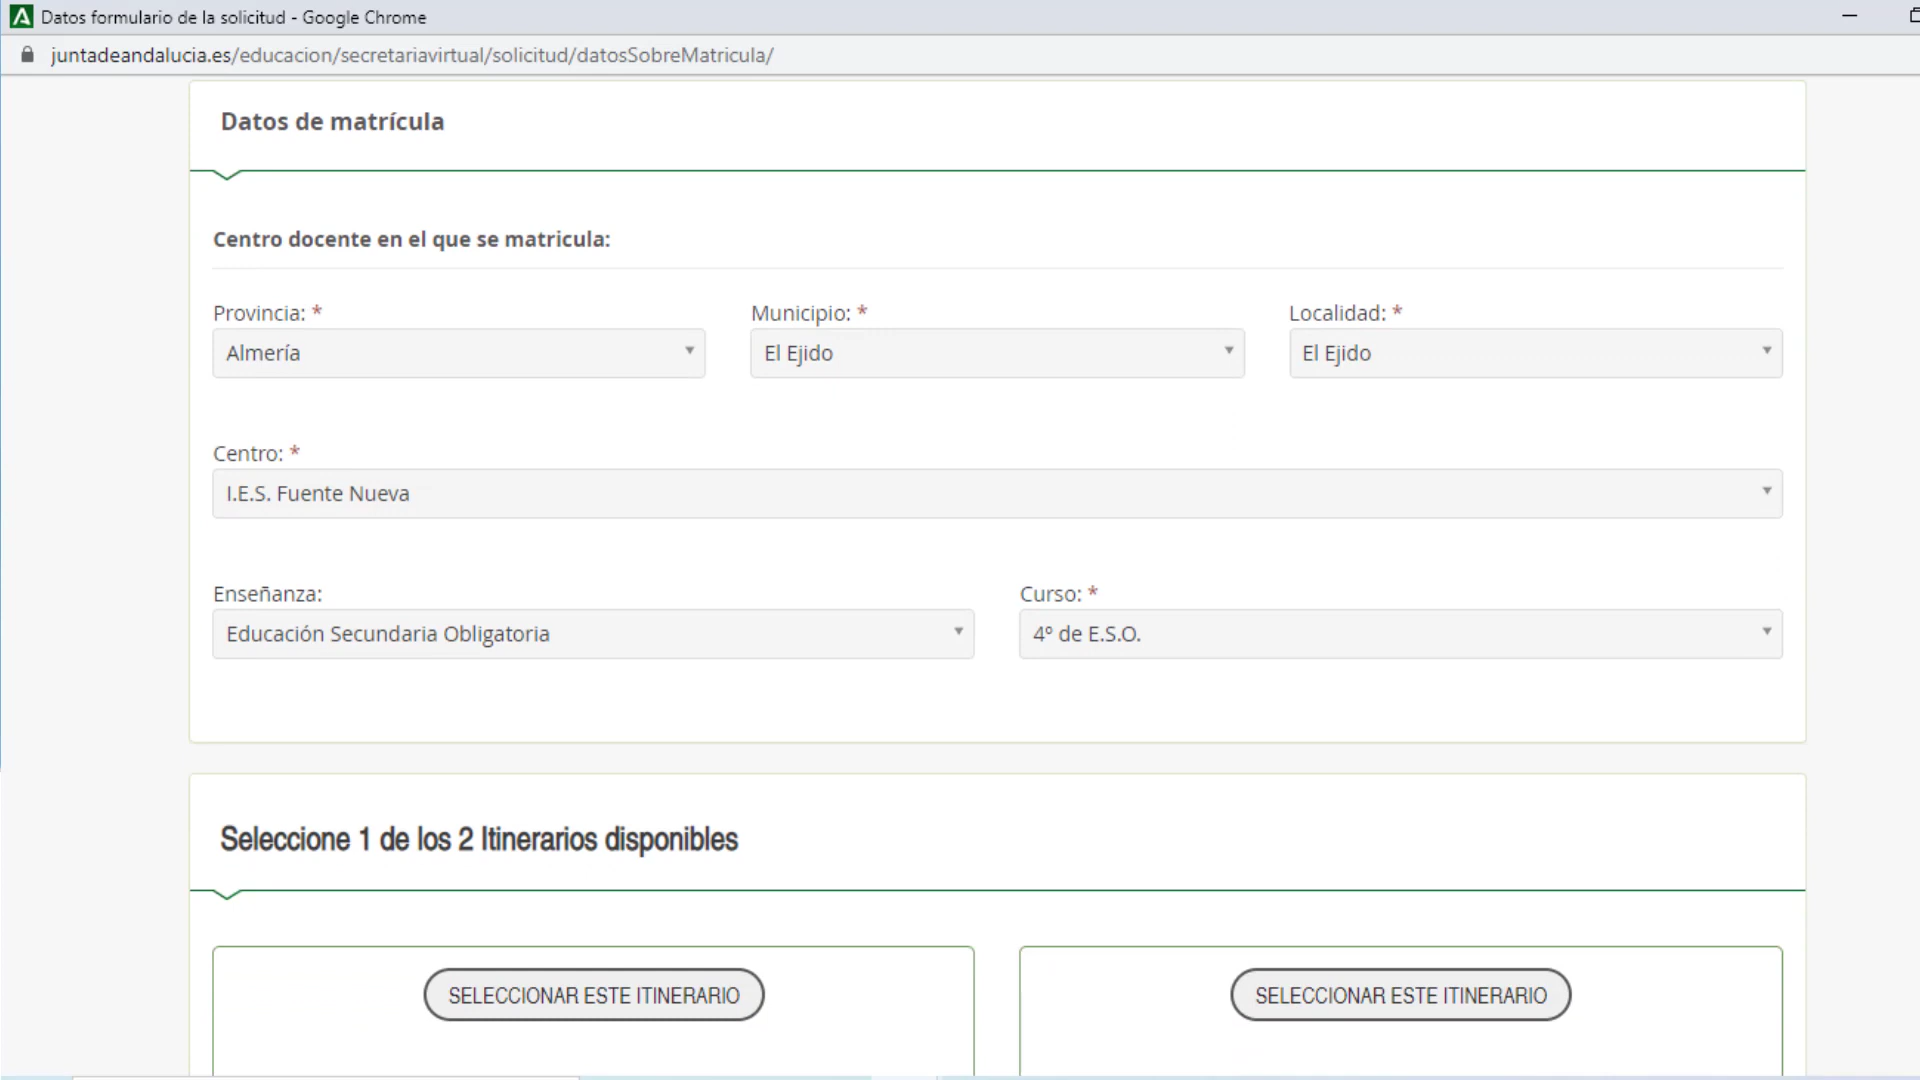 Datos formulario de la solicitud - Google Chrome
juntadeandalucia.es/educacion/secretariavirtual/solicitud/datosSobreMatricula/
Datos de matrícula
Centro docente en el que se matricula:
Provincia: * Municipio: * Localidad: *
Almería El Ejido El Ejido
Centro: *
I.E.S. Fuente Nueva
Enseñanza: Curso: *
Educación Secundaria Obligatoria 4º de E.S.O.
Seleccione 1 de los 2 Itinerarios disponibles
SELECCIONAR ESTE ITINERARIO SELECCIONAR ESTE ITINERARIO